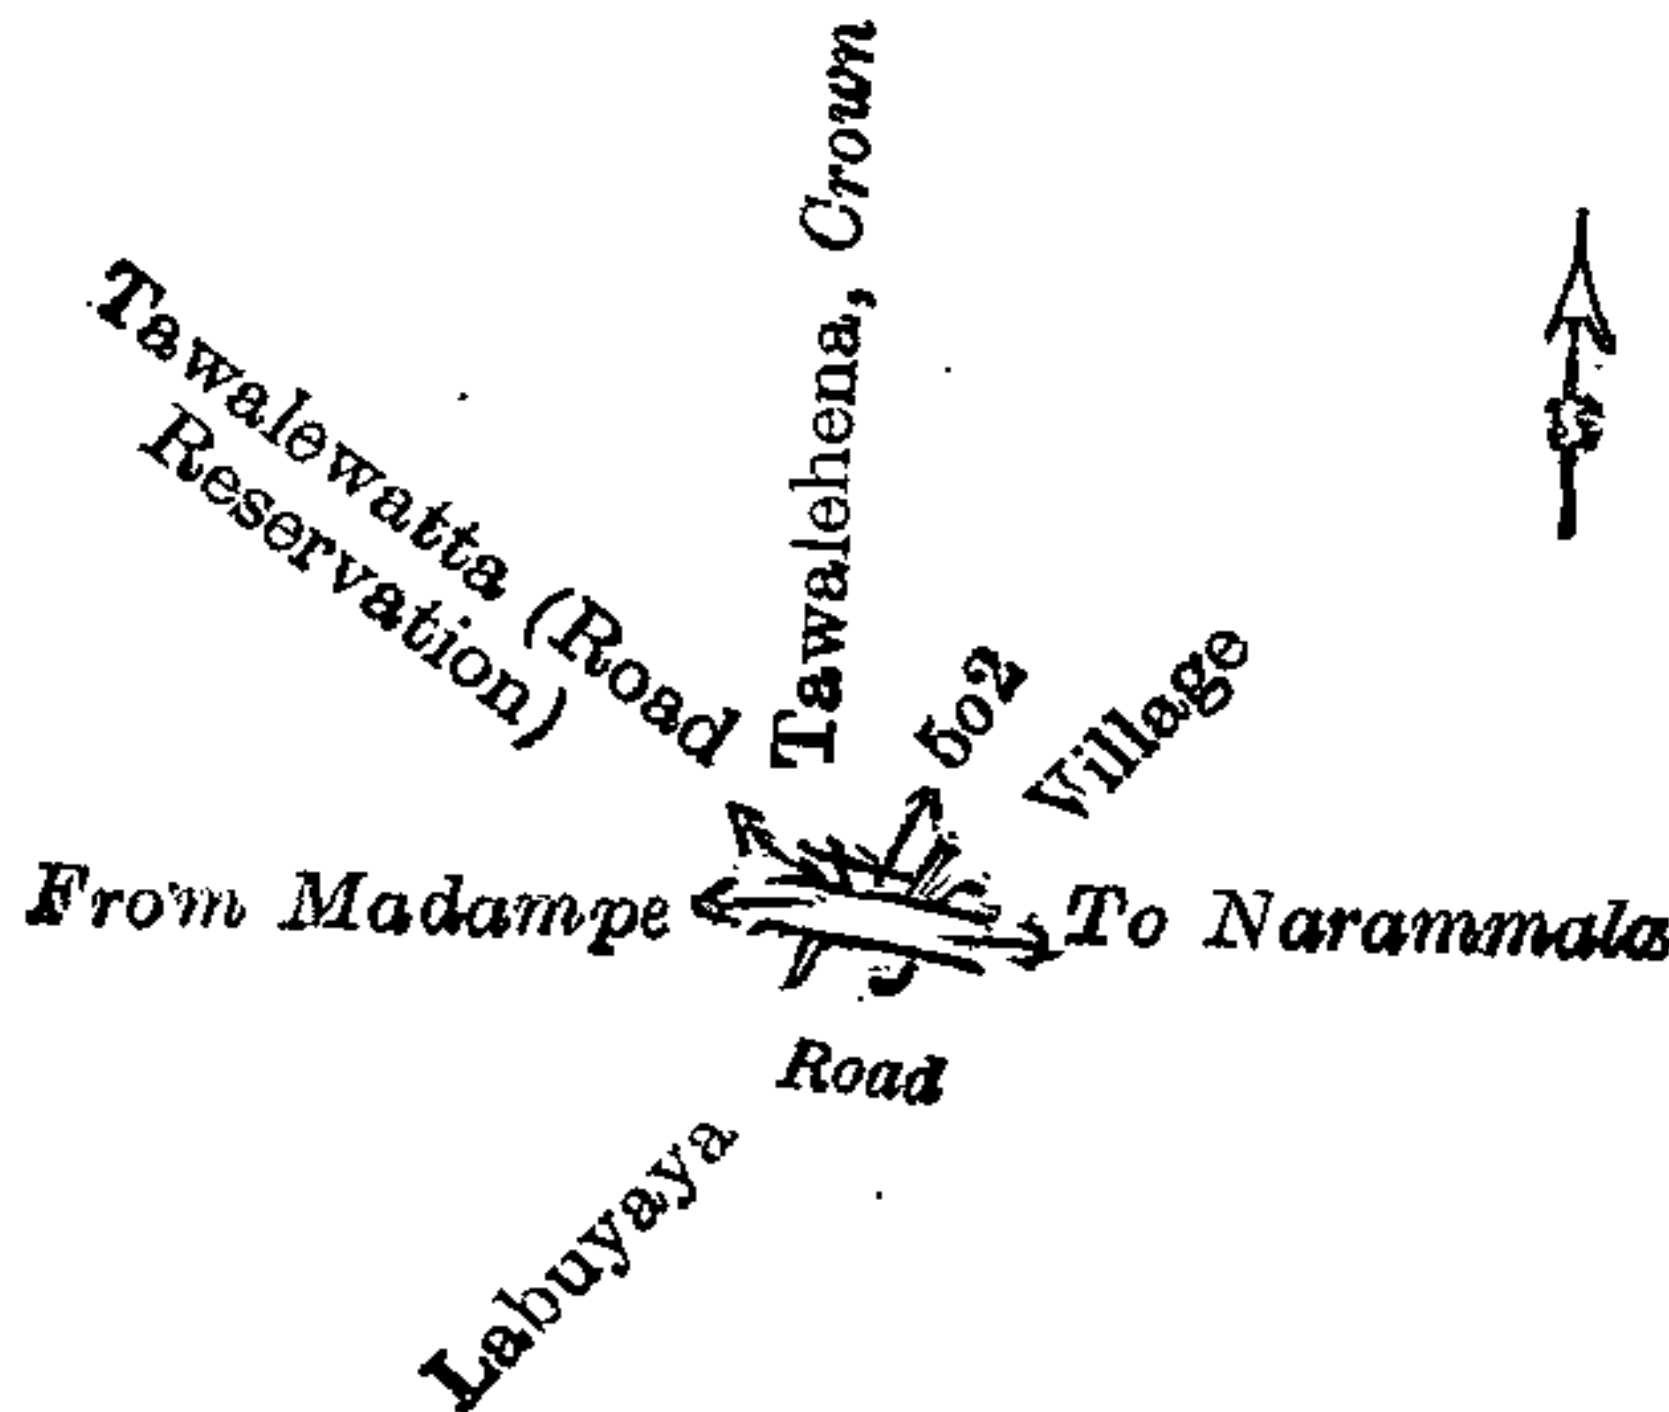 Tawalehena, Crown
Tawalewatta (Road
Reservation)
502
Village
From Madampe
To Narammala
Road
Labuyaya